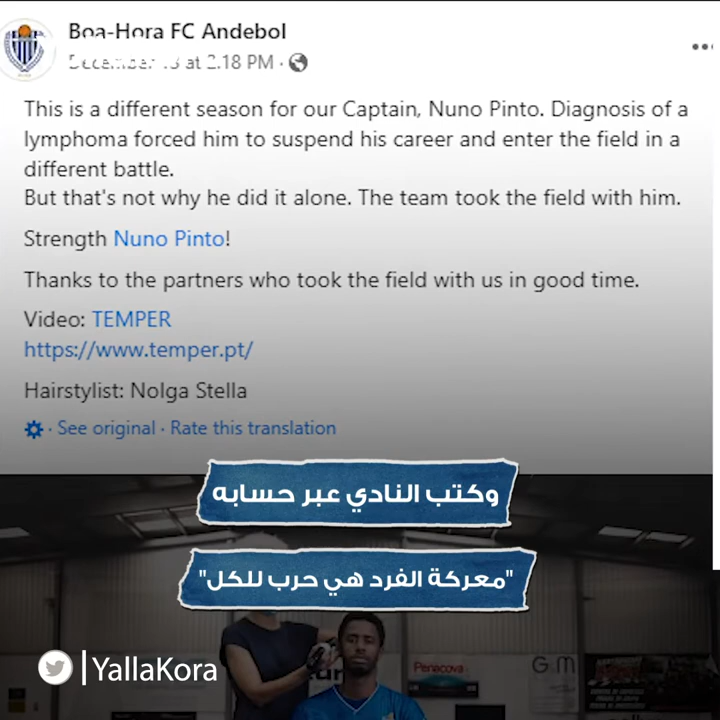 Boa-Hora FC Andebol
at 2:18 PM ·
This is a different season for our Captain, Nuno Pinto. Diagnosis of a
lymphoma forced him to suspend his career and enter the field in a
different battle.
But that's not why he did it alone. The team took the field with him.
Strength Nuno Pinto!
Thanks to the partners who took the field with us in good time.
Video: TEMPER
https://www.temper.pt/
Hairstylist: Nolga Stella
· See original · Rate this translation
وكتب النادي عبر حسابه
"معركة الفرد هي حرب للكل"
|YallaKora
Penacova